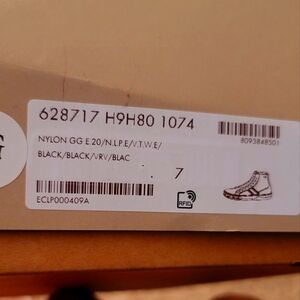 628717 H9H80 1074
8093848501
NYLON GG E.20/N.L.P.E/V.T.W.E/
BLACK/BLACK/VRV/BLAC
7
ECLP000409A
RFID